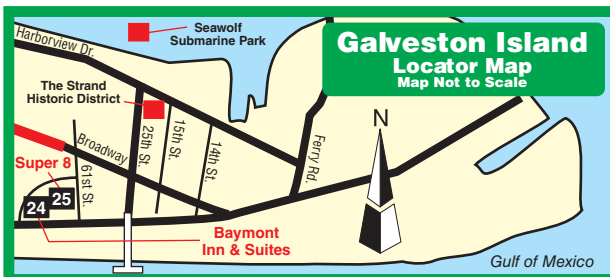 Harborview Dr.
Seawolf
Submarine Park
Galveston Island
Locator Map
Map Not to Scale
The Strand
Historic District
25th St.
15th St.
14th St.
Ferry Rd.
N
Broadway
Super 8
61st St.
24
25
Baymont
Inn & Suites
Gulf of Mexico